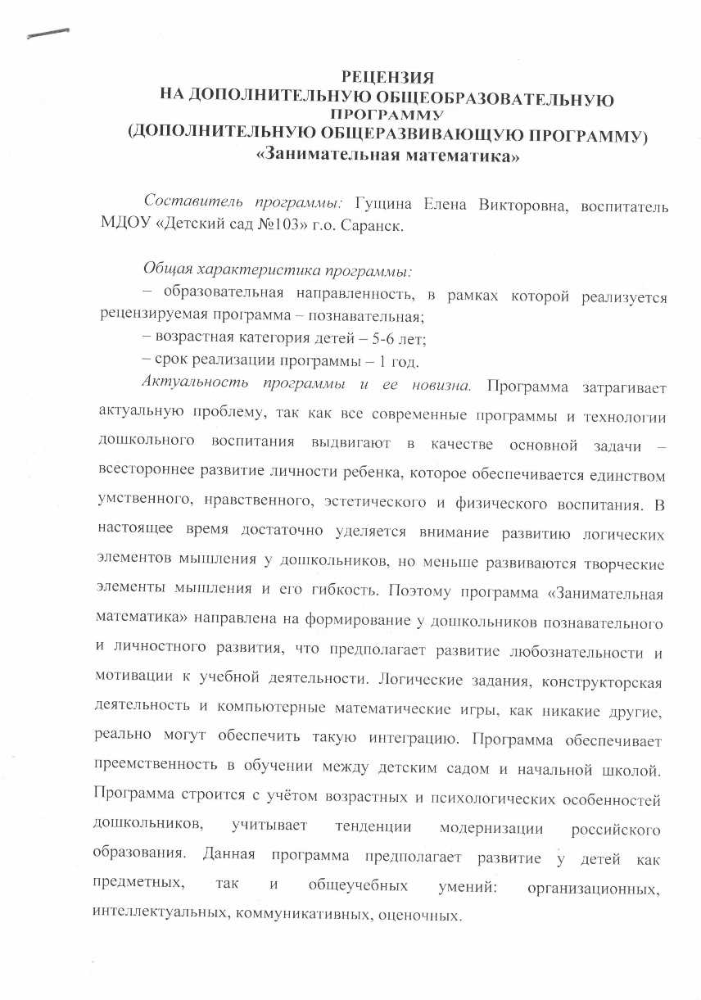 РЕЦЕНЗИЯ
НА ДОПОЛНИТЕЛЬНУЮ ОБЩЕОБРАЗОВАТЕЛЬНУЮ
ПРОГРАММУ
(ДОПОЛНИТЕЛЬНУЮ ОБЩЕРАЗВИВАЮЩУЮ ПРОГРАММУ)
«Занимательная математика»
Составитель программы: Гущина Елена Викторовна, воспитатель
МДОУ «Детский сад №103» г.о. Саранск.
Общая характеристика программы:
– образовательная направленность, в рамках которой реализуется
рецензируемая программа – познавательная;
– возрастная категория детей – 5-6 лет;
– срок реализации программы – 1 год.
Актуальность программы и ее новизна. Программа затрагивает
актуальную проблему, так как все современные программы и технологии
дошкольного воспитания выдвигают в качестве основной задачи –
всестороннее развитие личности ребенка, которое обеспечивается единством
умственного, нравственного, эстетического и физического воспитания. В
настоящее время достаточно уделяется внимание развитию логических
элементов мышления у дошкольников, но меньше развиваются творческие
элементы мышления и его гибкость. Поэтому программа «Занимательная
математика» направлена на формирование у дошкольников познавательного
и личностного развития, что предполагает развитие любознательности и
мотивации к учебной деятельности. Логические задания, конструкторская
деятельность и компьютерные математические игры, как никакие другие,
реально могут обеспечить такую интеграцию. Программа обеспечивает
преемственность в обучении между детским садом и начальной школой.
Программа строится с учётом возрастных и психологических особенностей
дошкольников, учитывает тенденции модернизации российского
образования. Данная программа предполагает развитие у детей как
предметных, так и общеучебных умений: организационных,
интеллектуальных, коммуникативных, оценочных.